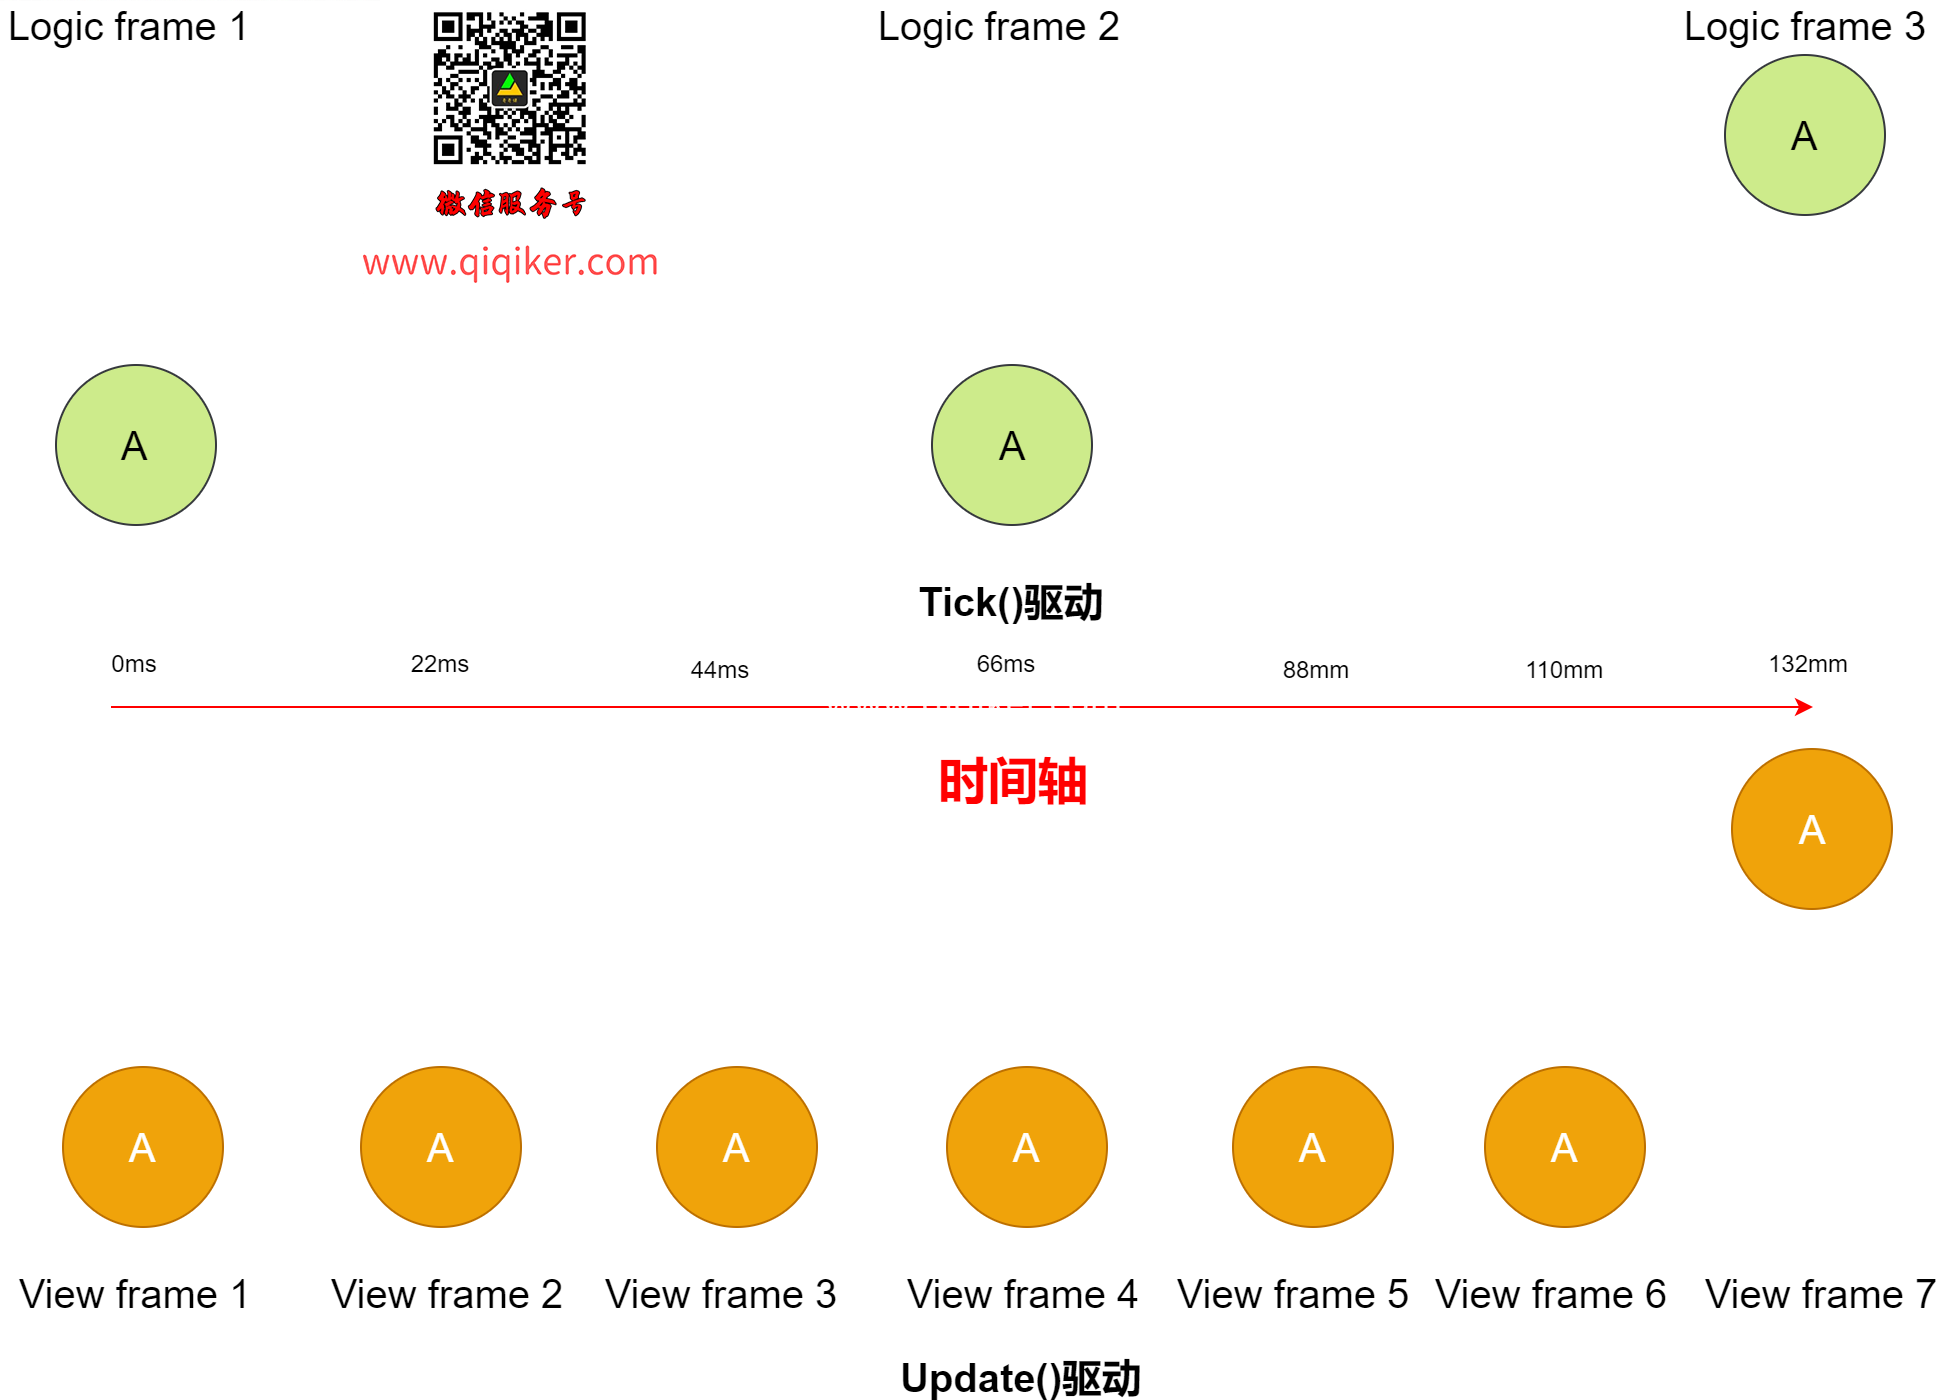 Logic frame 1
Logic frame 2
Logic frame 3
A
微信服务号
www.qiqiker.com
A
A
Tick()驱动
0ms
22ms
44ms
66ms
88mm
110mm
132mm
时间轴
A
A
A
A
A
A
A
View frame 1
View frame 2
View frame 3
View frame 4
View frame 5
View frame 6
View frame 7
Update()驱动